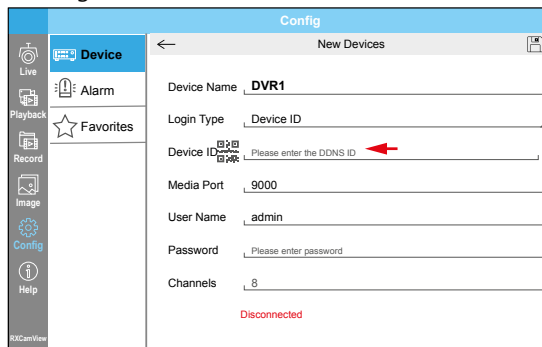 Config
Live
Playback
Record
Image
Config
Help
RXCamView
Device
Alarm
Favorites
New Devices
Device Name DVR1
Login Type Device ID
Device ID Please enter the DDNS ID
Media Port 9000
User Name admin
Password Please enter password
Channels 8
Disconnected